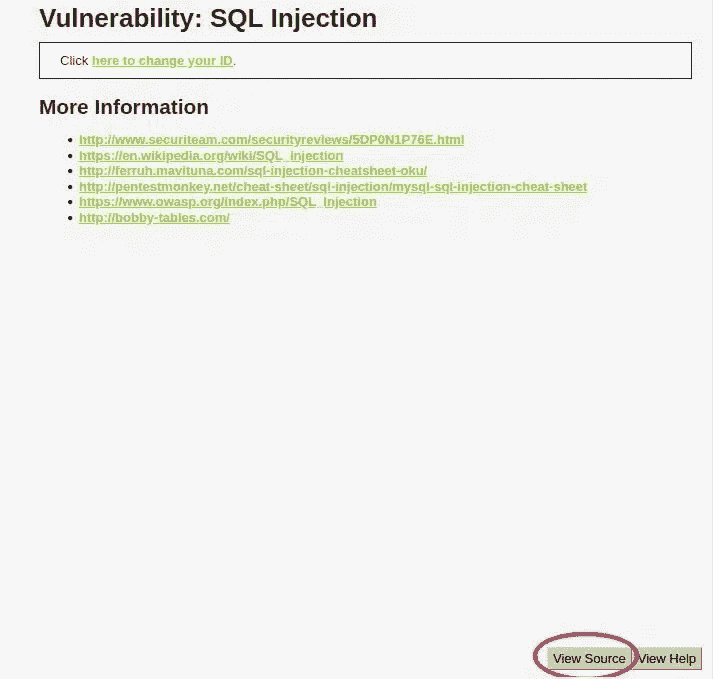 Vulnerability: SQL Injection
Click here to change your ID.
More Information
http://www.securiteam.com/securityreviews/5DP0N1P76E.html
https://en.wikipedia.org/wiki/SQL_injection
http://ferruh.mavituna.com/sql-injection-cheatsheet-oku/
http://pentestmonkey.net/cheat-sheet/sql-injection/mysql-sql-injection-cheat-sheet
https://www.owasp.org/index.php/SQL_Injection
http://bobby-tables.com/
View Source View Help